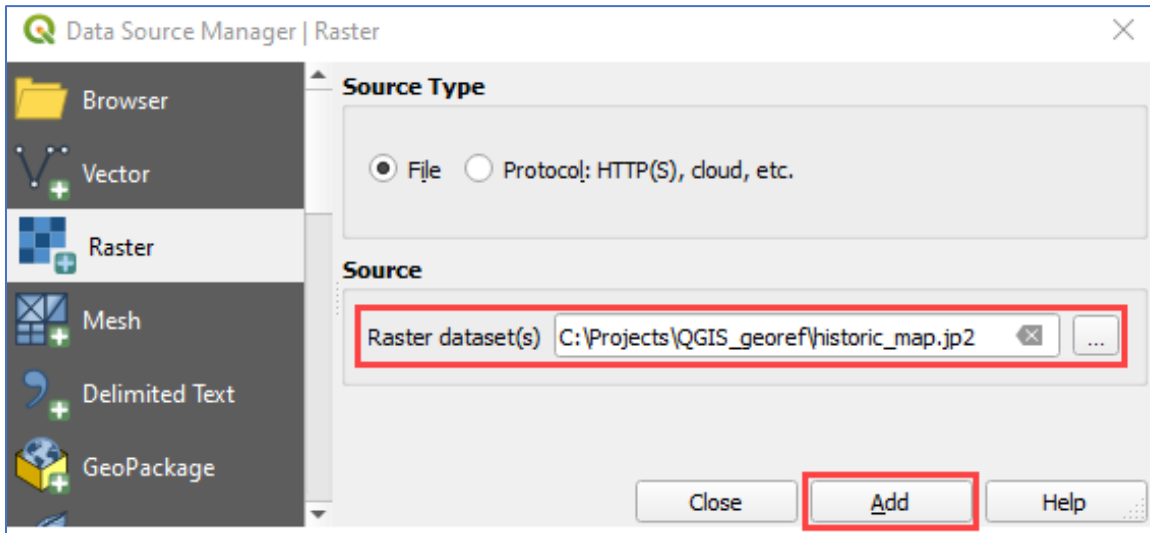 Data Source Manager | Raster
Browser
Vector
Raster
Mesh
Delimited Text
GeoPackage
Source Type
File Protocol: HTTP(S), cloud, etc.
Source
Raster dataset(s) C:\Projects\QGIS_georef\historic_map.jp2 ...
Close Add Help